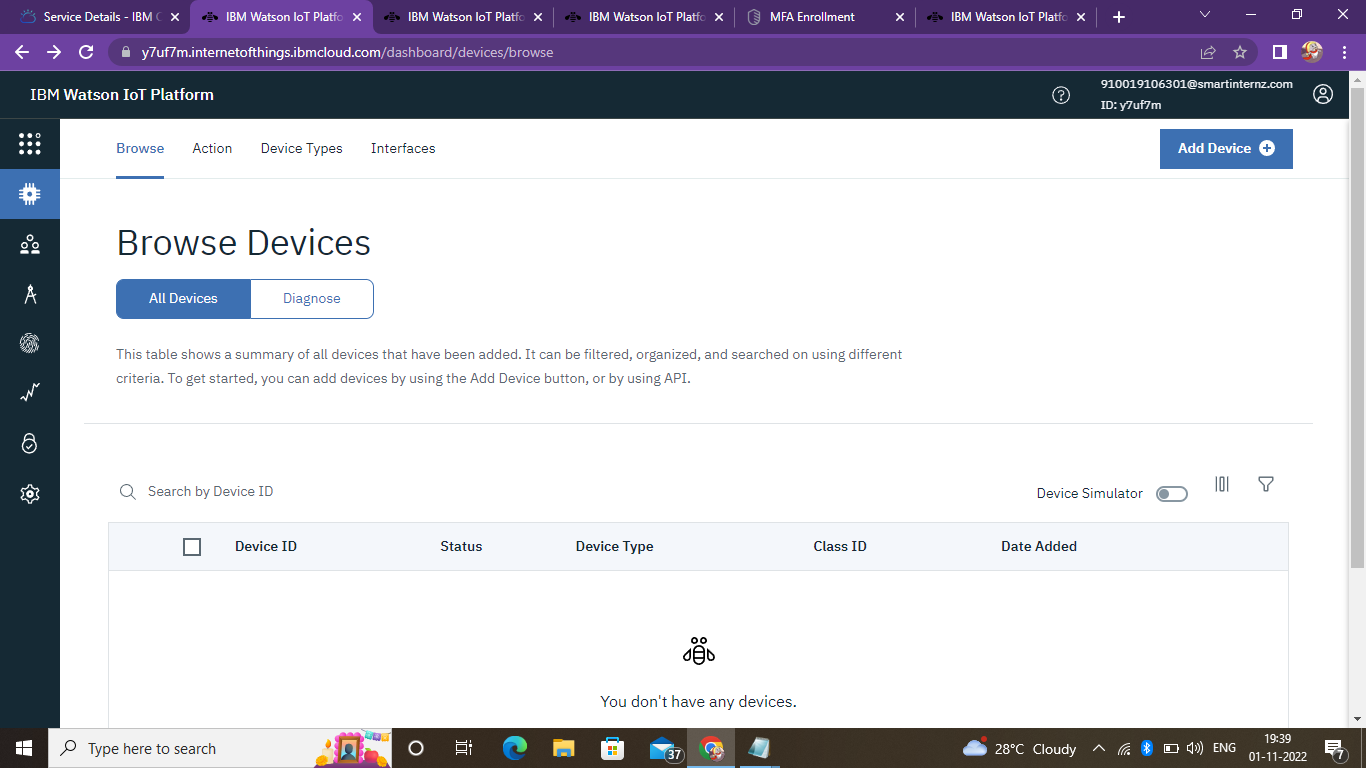 Service Details - IBM C
IBM Watson IoT Platfo
IBM Watson IoT Platfo
IBM Watson IoT Platfo
MFA Enrollment
IBM Watson IoT Platfo
y7uf7m.internetofthings.ibmcloud.com/dashboard/devices/browse
IBM Watson IoT Platform
910019106301@smartinternz.com
ID: y7uf7m
Browse
Action
Device Types
Interfaces
Add Device
Browse Devices
All Devices
Diagnose
This table shows a summary of all devices that have been added. It can be filtered, organized, and searched on using different
criteria. To get started, you can add devices by using the Add Device button, or by using API.
Search by Device ID
Device Simulator
Device ID
Status
Device Type
Class ID
Date Added
You don't have any devices.
Type here to search
37
28°C Cloudy
ENG
19:39
01-11-2022
7